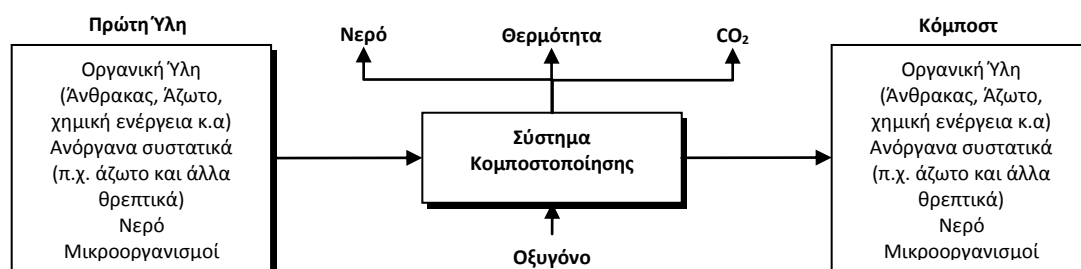 Πρώτη Ύλη
Οργανική Ύλη
(Άνθρακας, Άζωτο,
χημική ενέργεια κ.α)
Ανόργανα συστατικά
(π.χ. άζωτο και άλλα
θρεπτικά)
Νερό
Μικροοργανισμοί
Νερό
Θερμότητα
CO₂
Σύστημα
Κομποστοποίησης
Οξυγόνο
Κόμποστ
Οργανική Ύλη
(Άνθρακας, Άζωτο,
χημική ενέργεια κ.α)
Ανόργανα συστατικά
(π.χ. άζωτο και άλλα
θρεπτικά)
Νερό
Μικροοργανισμοί